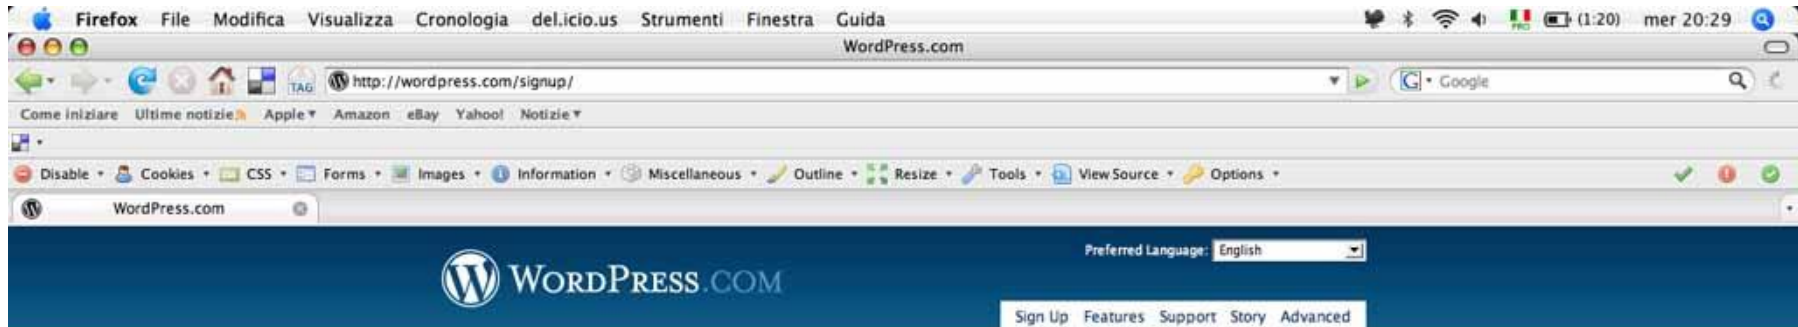 Firefox File Modifica Visualizza Cronologia del.icio.us Strumenti Finestra Guida PRO (1:20) mer 20:29
WordPress.com
TAG http://wordpress.com/signup/ G Google
Come iniziare Ultime notizie Apple Amazon eBay Yahoo! Notizie
Disable Cookies CSS Forms Images Information Miscellaneous Outline Resize Tools View Source Options
WordPress.com
Preferred Language: English
WORDPRESS.COM
Sign Up Features Support Story Advanced